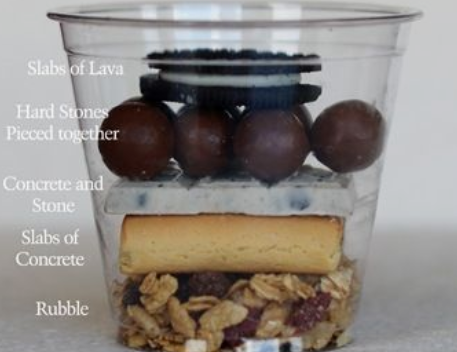 Slabs of Lava
Hard Stones
Pieced together
Concrete and
Stone
Slabs of
Concrete
Rubble